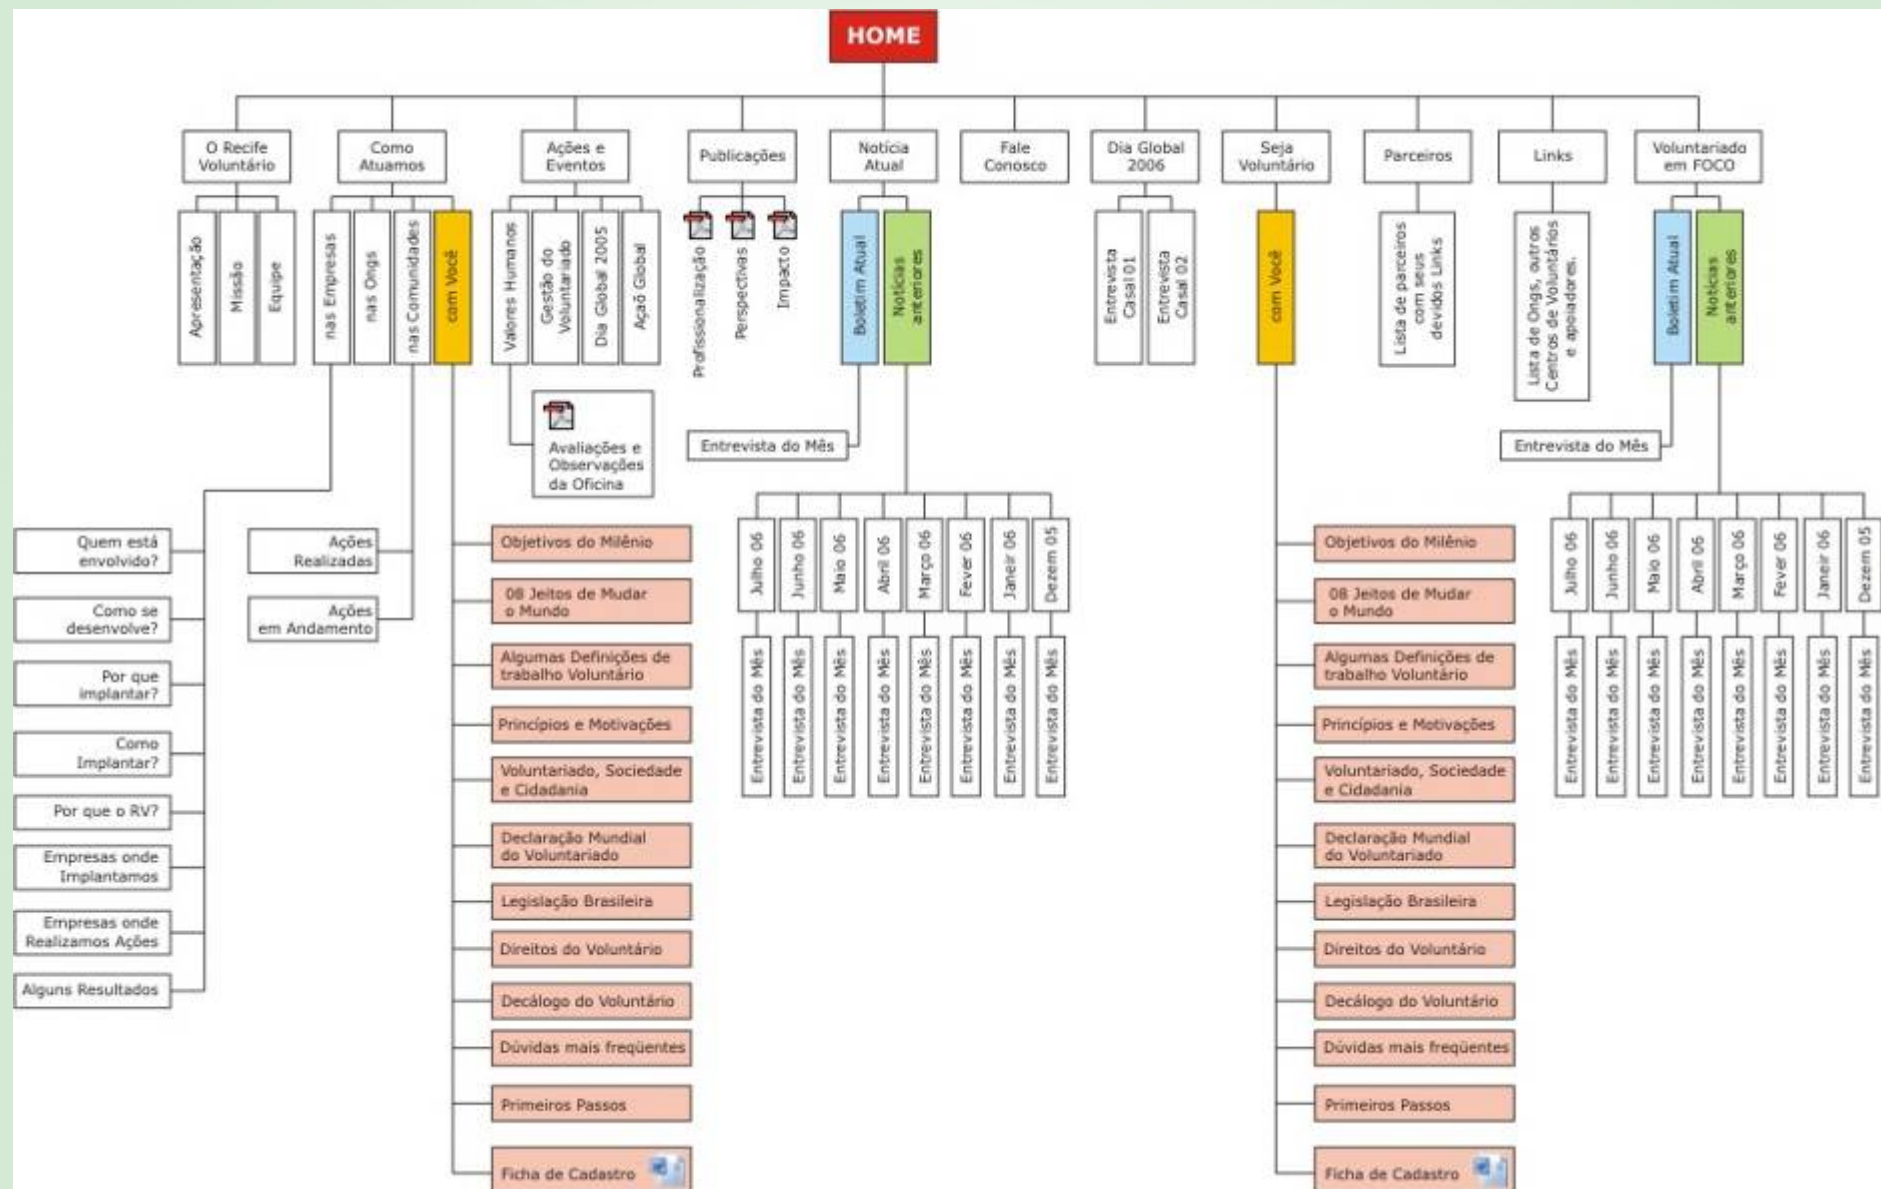 HOME
O Recife
Voluntário
Como
Atuamos
Ações e
Eventos
Publicações
Notícia
Atual
Fale
Conosco
Dia Global
2006
Seja
Voluntário
Parceiros
Links
Voluntariado
em FOCO
Apresentação
Missão
Equipe
nas Empresas
nas Ongs
nas Comunidades
com Você
Valores Humanos
Gestão do
Voluntariado
Dia Global 2005
Açaõ Global
Profissionalização
Perspectivas
Impacto
Boletim Atual
Notícias
anteriores
Entrevista
Casal 01
Entrevista
Casal 02
com Você
Lista de parceiros
com seus
devidos Links
Lista de Ongs, outros
Centros de Voluntários
e apoiadores.
Boletim Atual
Notícias
anteriores
Avaliações e
Observações
da Oficina
Entrevista do Mês
Entrevista do Mês
Quem está
envolvido?
Como se
desenvolve?
Por que
implantar?
Como
Implantar?
Por que o RV?
Empresas onde
Implantamos
Empresas onde
Realizamos Ações
Alguns Resultados
Ações
Realizadas
Ações
em Andamento
Objetivos do Milênio
08 Jeitos de Mudar
o Mundo
Algumas Definições de
trabalho Voluntário
Princípios e Motivações
Voluntariado, Sociedade
e Cidadania
Declaração Mundial
do Voluntariado
Legislação Brasileira
Direitos do Voluntário
Decálogo do Voluntário
Dúvidas mais freqüentes
Primeiros Passos
Ficha de Cadastro
Julho 06
Junho 06
Maio 06
Abril 06
Março 06
Fever 06
Janeir 06
Dezem 05
Entrevista do Mês
Entrevista do Mês
Entrevista do Mês
Entrevista do Mês
Entrevista do Mês
Entrevista do Mês
Entrevista do Mês
Entrevista do Mês
Objetivos do Milênio
08 Jeitos de Mudar
o Mundo
Algumas Definições de
trabalho Voluntário
Princípios e Motivações
Voluntariado, Sociedade
e Cidadania
Declaração Mundial
do Voluntariado
Legislação Brasileira
Direitos do Voluntário
Decálogo do Voluntário
Dúvidas mais freqüentes
Primeiros Passos
Ficha de Cadastro
Julho 06
Junho 06
Maio 06
Abril 06
Março 06
Fever 06
Janeir 06
Dezem 05
Entrevista do Mês
Entrevista do Mês
Entrevista do Mês
Entrevista do Mês
Entrevista do Mês
Entrevista do Mês
Entrevista do Mês
Entrevista do Mês